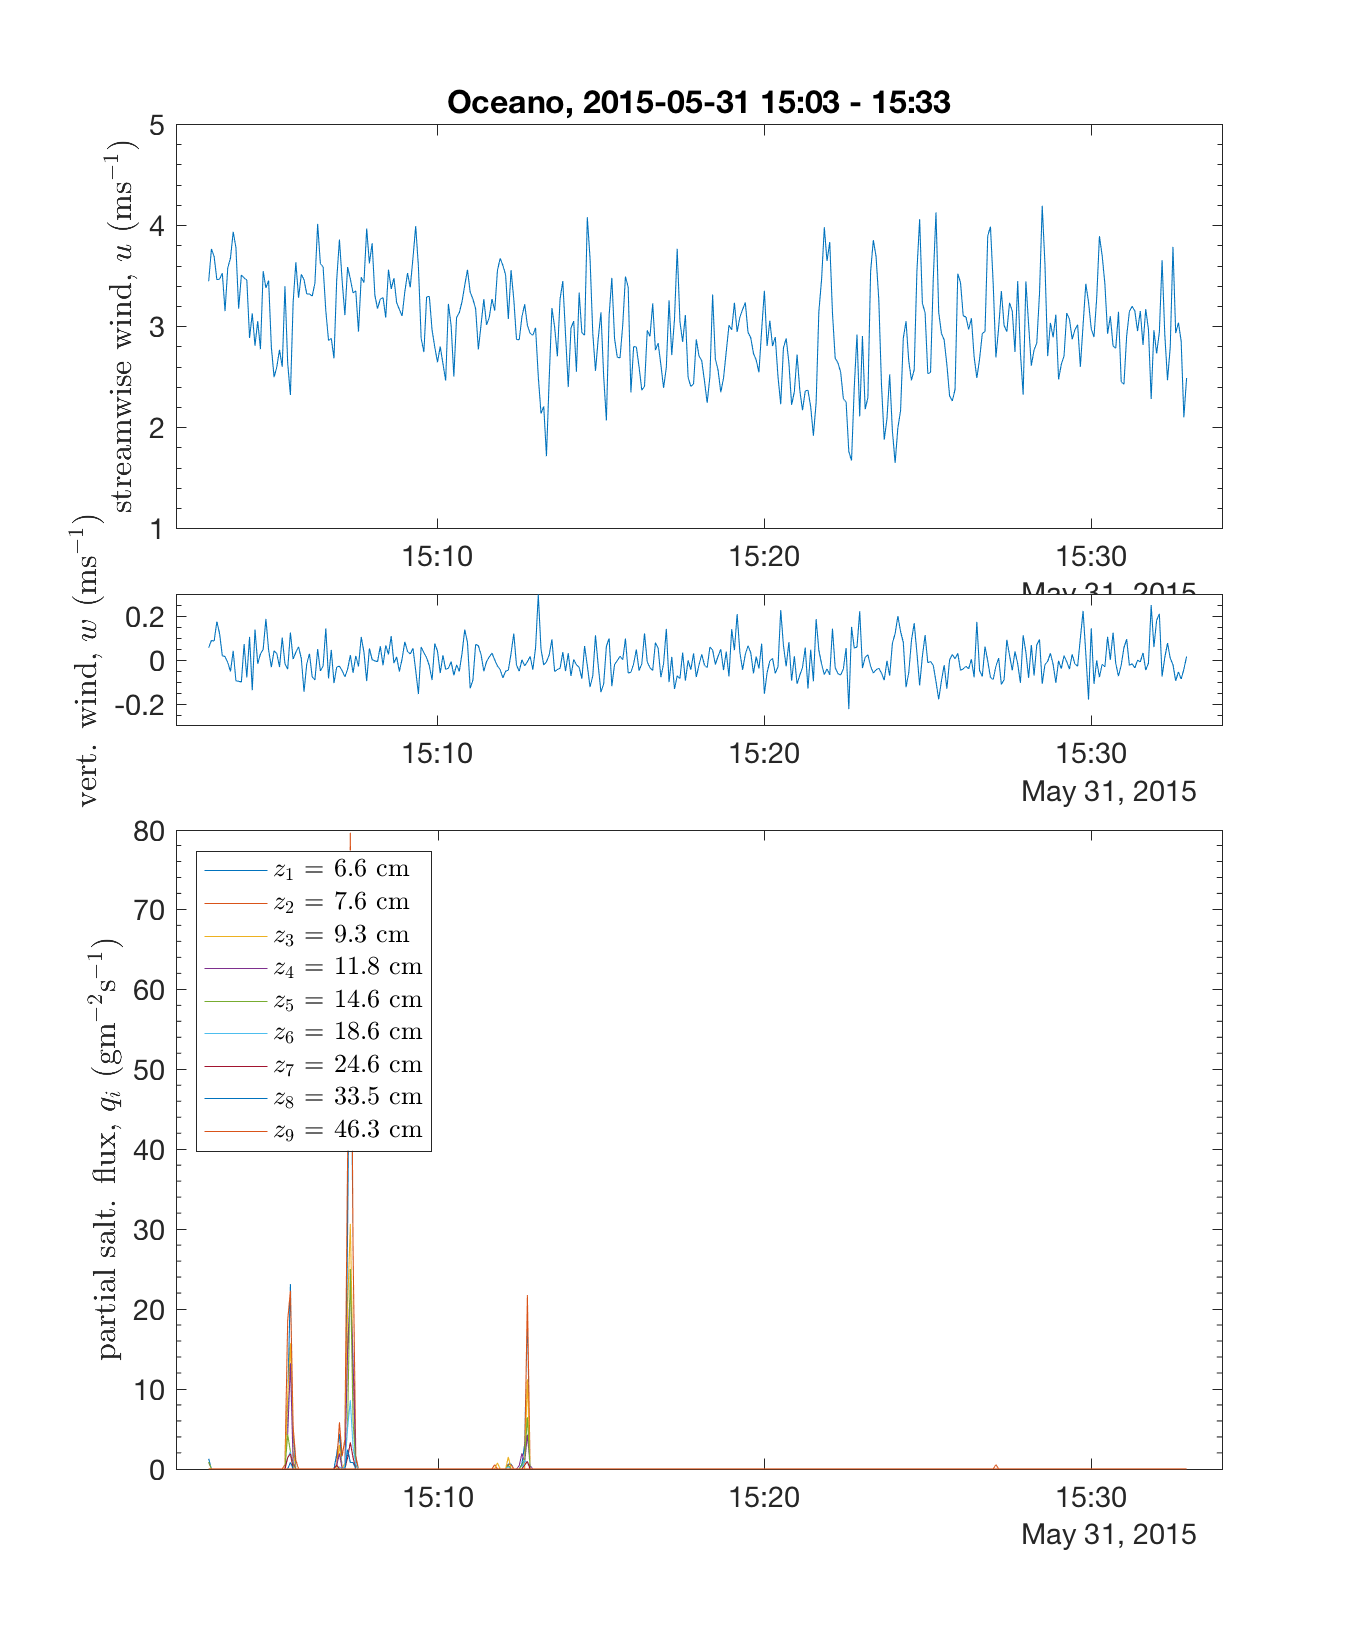 Oceano, 2015-05-31 15:03 - 15:33
streamwise wind, u (ms⁻¹)
5
4
3
2
1
15:10 15:20 15:30
May 31, 2015
vert. wind, w (ms⁻¹)
0.2
0
-0.2
15:10 15:20 15:30
May 31, 2015
partial salt. flux, qᵢ (gm⁻²s⁻¹)
80
70
60
50
40
30
20
10
0
z₁ = 6.6 cm
z₂ = 7.6 cm
z₃ = 9.3 cm
z₄ = 11.8 cm
z₅ = 14.6 cm
z₆ = 18.6 cm
z₇ = 24.6 cm
z₈ = 33.5 cm
z₉ = 46.3 cm
15:10 15:20 15:30
May 31, 2015